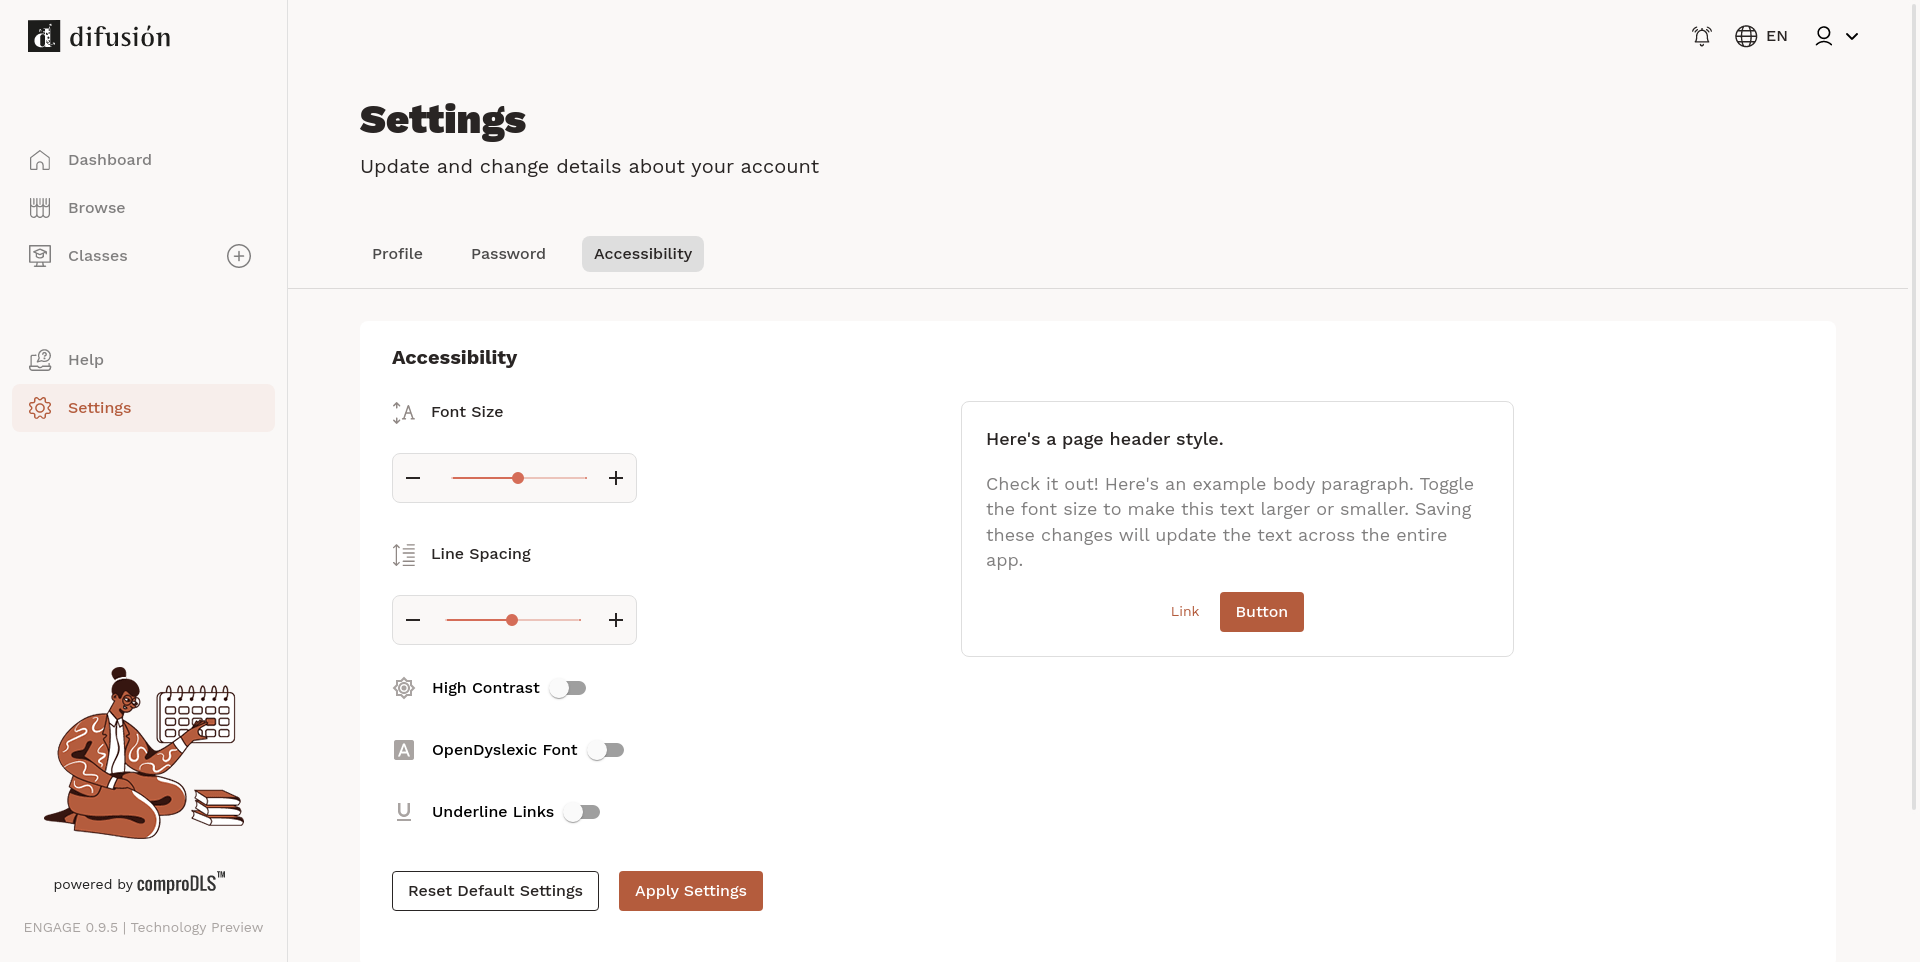 difusión
EN
Dashboard
Browse
Classes
Help
Settings
powered by comproDLS™
ENGAGE 0.9.5 | Technology Preview
Settings
Update and change details about your account
Profile
Password
Accessibility
Accessibility
Font Size
Line Spacing
High Contrast
OpenDyslexic Font
Underline Links
Reset Default Settings
Apply Settings
Here's a page header style.
Check it out! Here's an example body paragraph. Toggle
the font size to make this text larger or smaller. Saving
these changes will update the text across the entire
app.
Link
Button